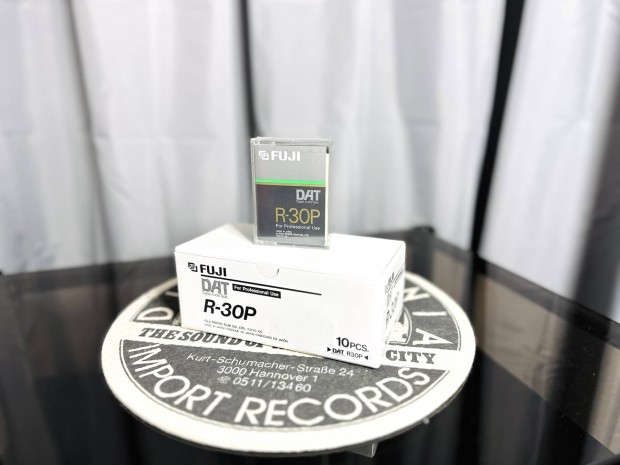 FUJI
DAT
R-30P
For Professional Use
FUJI
DAT
For Professional Use
R-30P
10PCS.
▶DAT R30P◀
THE SOUND OF
CITY
Kurt-Schumacher-Straße 24
3000 Hannover 1
✆ 0511/13460
IMPORT RECORDS